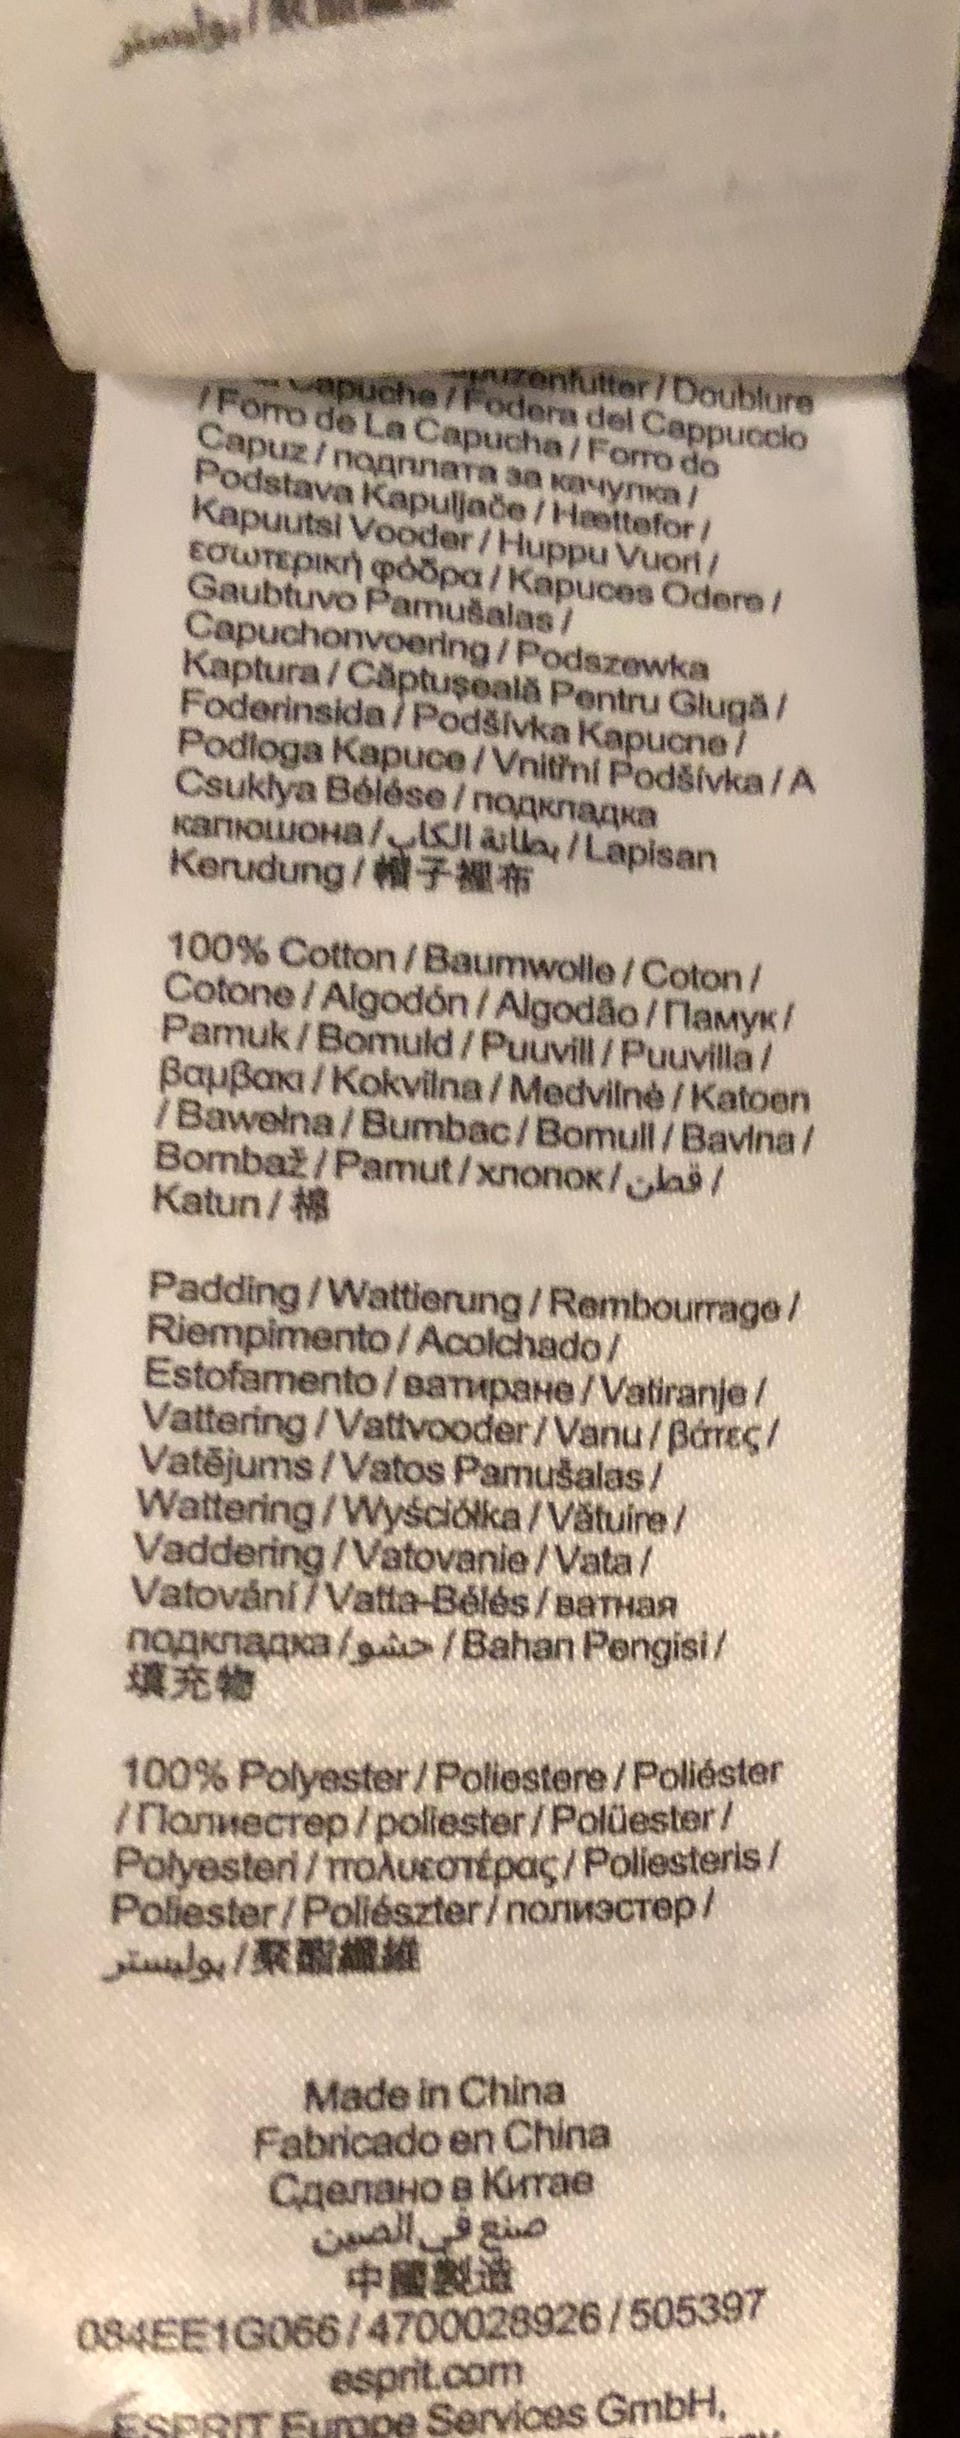 بوليستر /
Capuche / Fodera del Cappuccio / Doublure
/ Forro de La Capucha / Forro do
Capuz / подплата за качулка /
Podstava Kapuljače / Hættefor /
Kapuutsi Vooder / Huppu Vuori /
εσωτερική φόδρα / Kapuces Odere /
Gaubtuvo Pamušalas /
Capuchonvoering / Podszewka
Kaptura / Căptușeală Pentru Glugă /
Foderinsida / Podšívka Kapucne /
Podloga Kapuce / Vnitřní Podšívka / A
Csuklya Bélése / подкладка
капюшона / بطانة الكاب / Lapisan
Kerudung / 帽子裡布
100% Cotton / Baumwolle / Coton /
Cotone / Algodón / Algodão / Памук /
Pamuk / Bomuld / Puuvill / Puuvilla /
βαμβακι / Kokvilna / Medvilnė / Katoen
/ Bawełna / Bumbac / Bomull / Bavlna /
Bombaž / Pamut / хлопок / قطن /
Katun / 棉
Padding / Wattierung / Rembourrage /
Riempimento / Acolchado /
Estofamento / ватиране / Vatiranje /
Vattering / Vattvooder / Vanu / βάτες /
Vatējums / Vatos Pamušalas /
Wattering / Wyściółka / Vătuire /
Vaddering / Vatovanie / Vata /
Vatování / Vatta-Bélés / ватная
подкладка / حشو / Bahan Pengisi /
填充物
100% Polyester / Poliestere / Poliéster
/ Полиестер / poliester / Polüester /
Polyesteri / πολυεστέρας / Poliesteris /
Poliester / Poliészter / полиэстер /
بوليستر / 聚酯纖維
Made in China
Fabricado en China
Сделано в Китае
صنع في الصين
中國製造
084EE1G066 / 4700028926 / 505397
esprit.com
ESPRIT Europe Services GmbH,